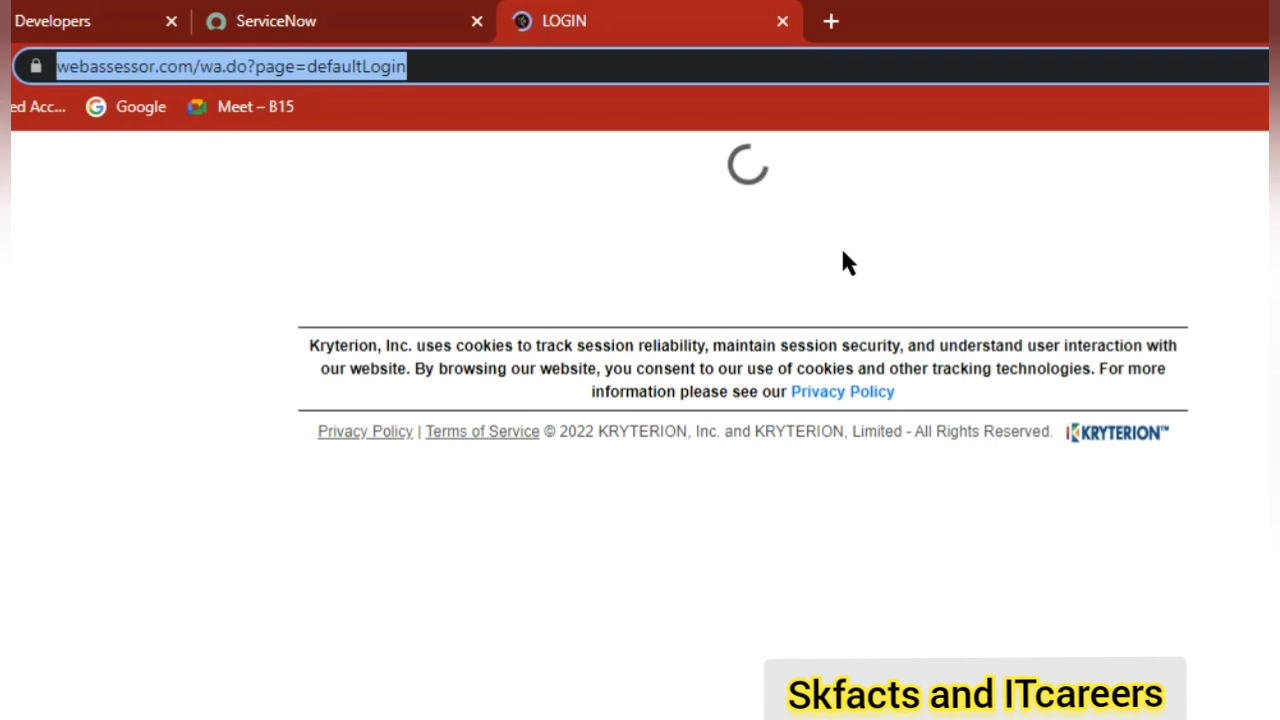 Developers
ServiceNow
LOGIN
webassessor.com/wa.do?page=defaultLogin
ed Acc...
Google
Meet – B15
Kryterion, Inc. uses cookies to track session reliability, maintain session security, and understand user interaction with
our website. By browsing our website, you consent to our use of cookies and other tracking technologies. For more
information please see our Privacy Policy
Privacy Policy | Terms of Service © 2022 KRYTERION, Inc. and KRYTERION, Limited - All Rights Reserved. KRYTERION™
Skfacts and ITcareers